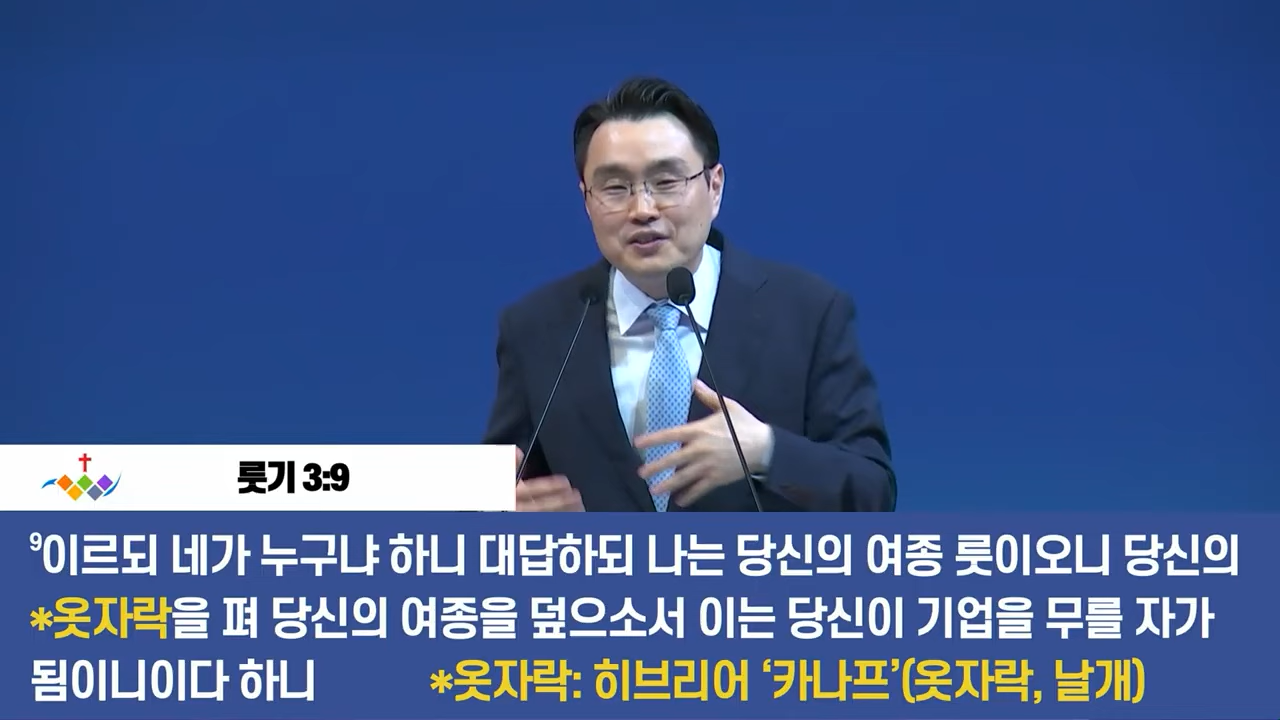 룻기 3:9
9이르되 네가 누구냐 하니 대답하되 나는 당신의 여종 룻이오니 당신의
*옷자락을 펴 당신의 여종을 덮으소서 이는 당신이 기업을 무를 자가
됨이니이다 하니 *옷자락: 히브리어 ‘카나프’(옷자락, 날개)